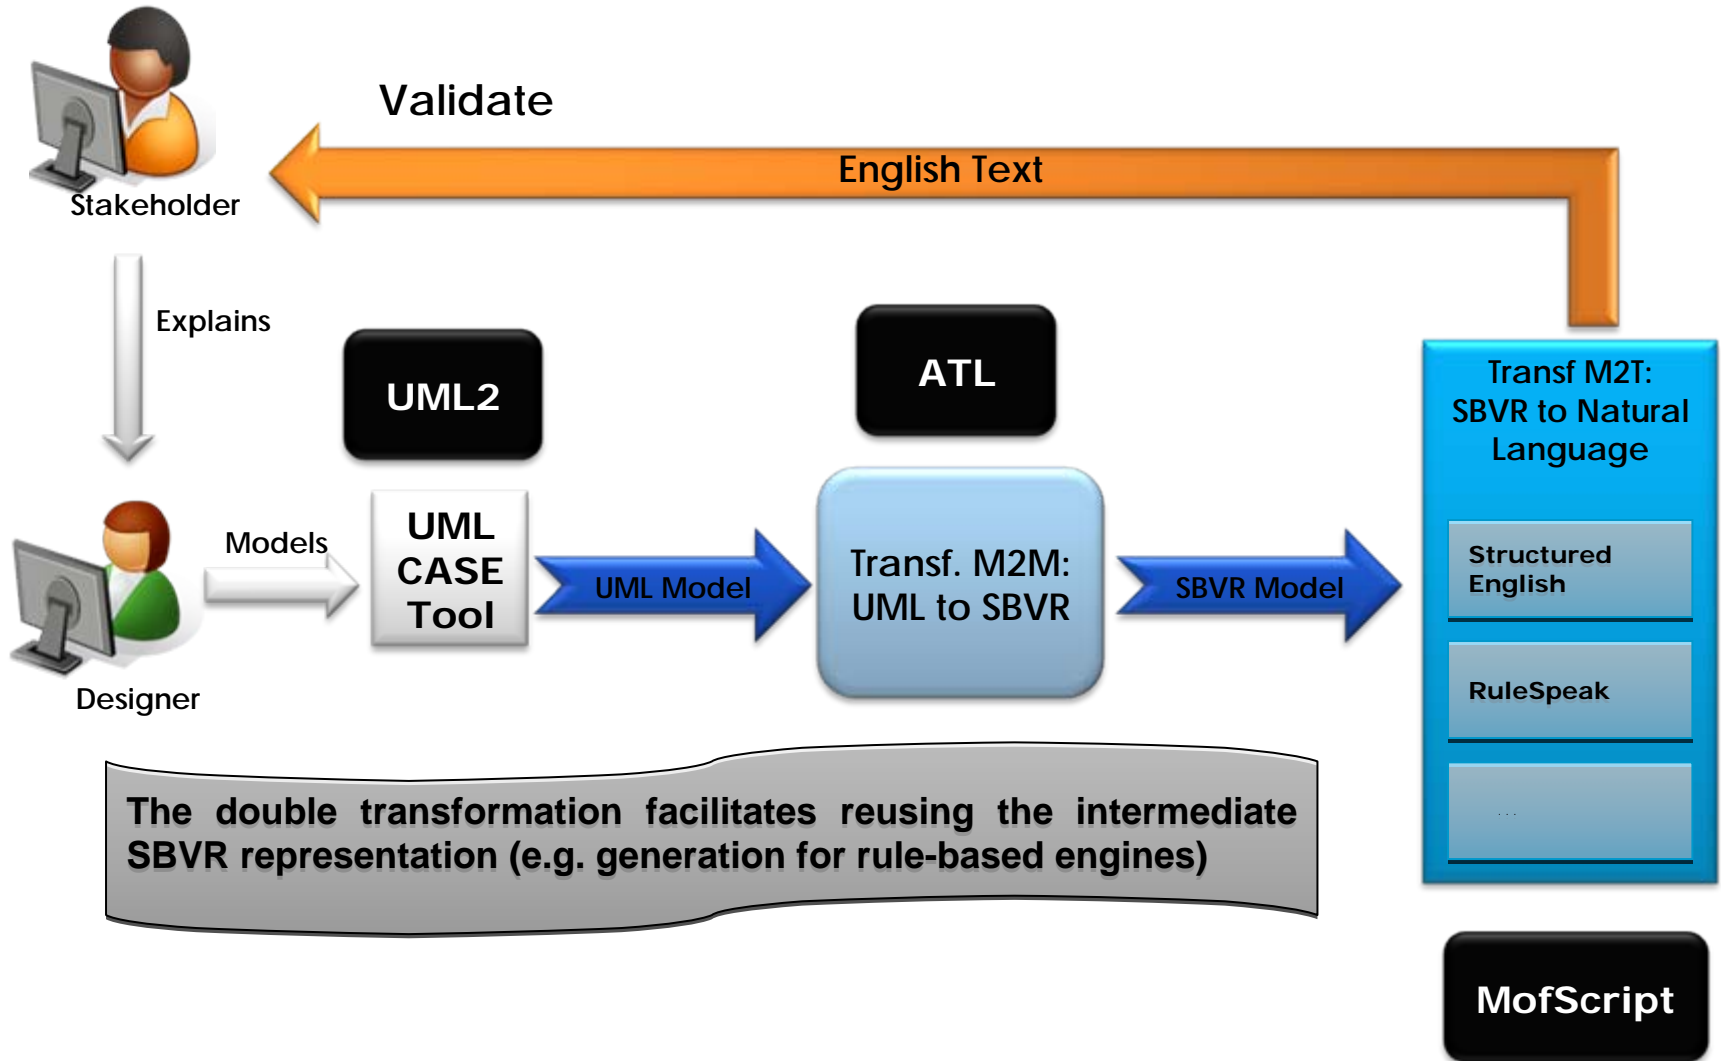 Validate
English Text
Stakeholder
Explains
UML2
ATL
Transf M2T:
SBVR to Natural
Language
Models
UML
CASE
Tool
UML Model
Transf. M2M:
UML to SBVR
SBVR Model
Structured
English
RuleSpeak
...
Designer
The double transformation facilitates reusing the intermediate
SBVR representation (e.g. generation for rule-based engines)
MofScript